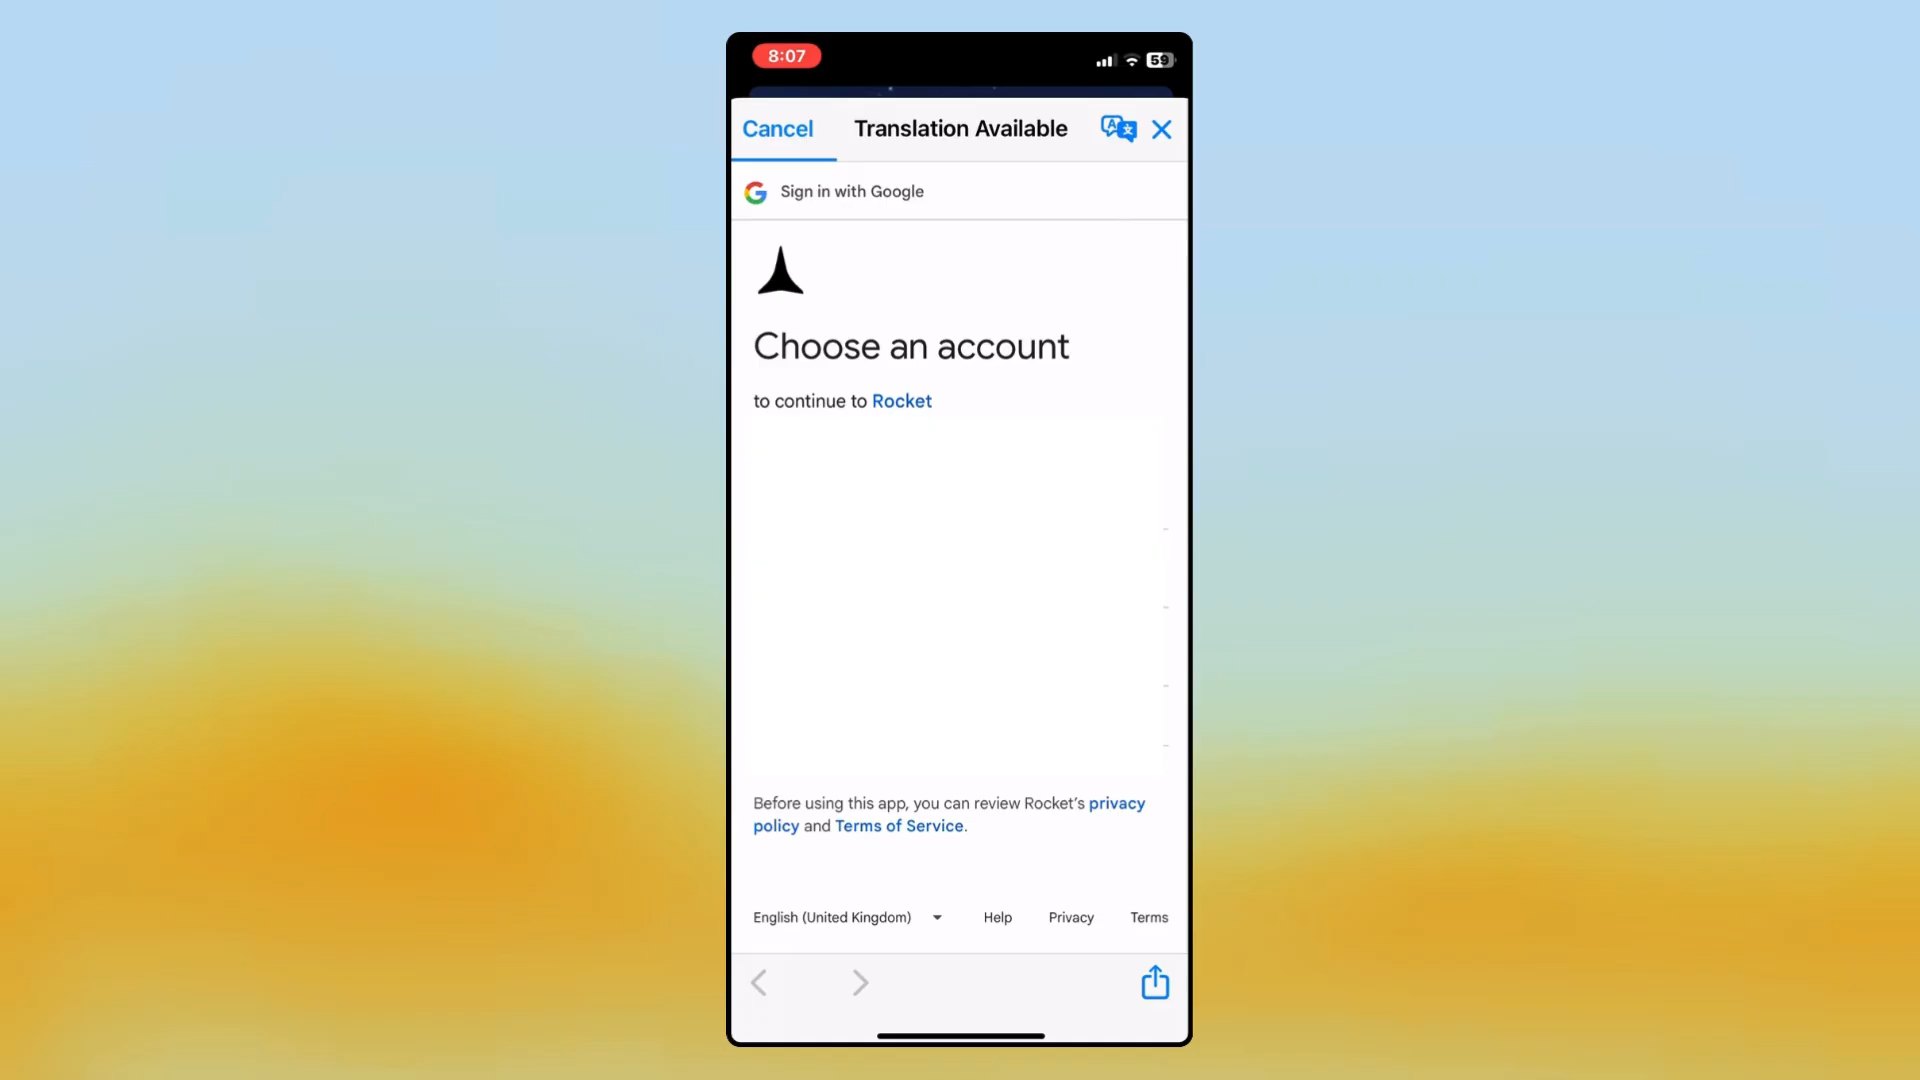 8:07
59
Cancel
Translation Available
Sign in with Google
Choose an account
to continue to Rocket
Before using this app, you can review Rocket's privacy
policy and Terms of Service.
English (United Kingdom)
Help
Privacy
Terms